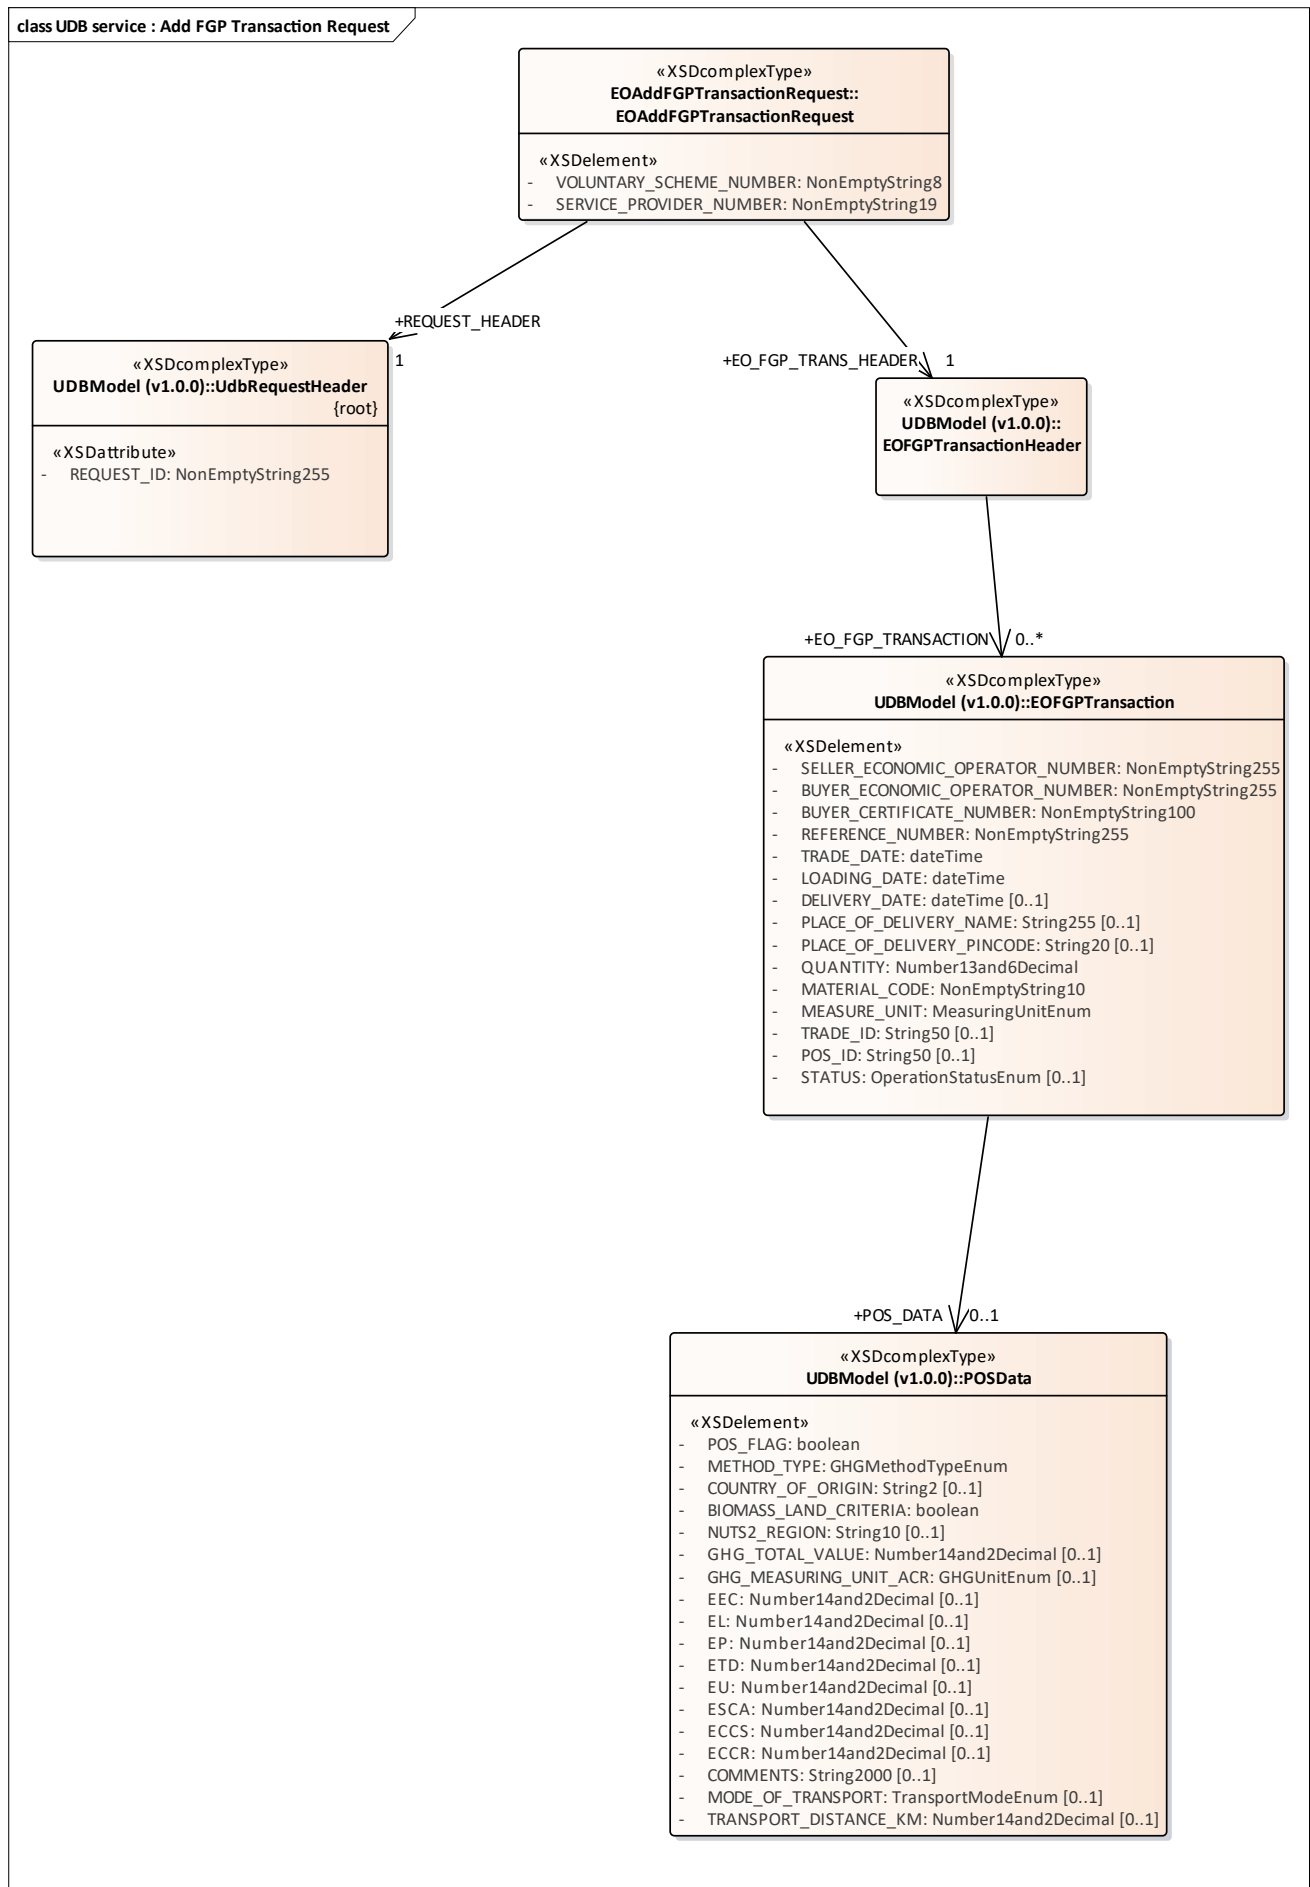 class UDB service : Add FGP Transaction Request
«XSDcomplexType»
EOAddFGPTransactionRequest::
EOAddFGPTransactionRequest
«XSDelement»
- VOLUNTARY_SCHEME_NUMBER: NonEmptyString8
- SERVICE_PROVIDER_NUMBER: NonEmptyString19
+REQUEST_HEADER
1
«XSDcomplexType»
UDBModel (v1.0.0)::UdbRequestHeader
{root}
«XSDattribute»
- REQUEST_ID: NonEmptyString255
+EO_FGP_TRANS_HEADER
1
«XSDcomplexType»
UDBModel (v1.0.0)::
EOFGPTransactionHeader
+EO_FGP_TRANSACTION
0..*
«XSDcomplexType»
UDBModel (v1.0.0)::EOFGPTransaction
«XSDelement»
- SELLER_ECONOMIC_OPERATOR_NUMBER: NonEmptyString255
- BUYER_ECONOMIC_OPERATOR_NUMBER: NonEmptyString255
- BUYER_CERTIFICATE_NUMBER: NonEmptyString100
- REFERENCE_NUMBER: NonEmptyString255
- TRADE_DATE: dateTime
- LOADING_DATE: dateTime
- DELIVERY_DATE: dateTime [0..1]
- PLACE_OF_DELIVERY_NAME: String255 [0..1]
- PLACE_OF_DELIVERY_PINCODE: String20 [0..1]
- QUANTITY: Number13and6Decimal
- MATERIAL_CODE: NonEmptyString10
- MEASURE_UNIT: MeasuringUnitEnum
- TRADE_ID: String50 [0..1]
- POS_ID: String50 [0..1]
- STATUS: OperationStatusEnum [0..1]
+POS_DATA
0..1
«XSDcomplexType»
UDBModel (v1.0.0)::POSData
«XSDelement»
- POS_FLAG: boolean
- METHOD_TYPE: GHGMethodTypeEnum
- COUNTRY_OF_ORIGIN: String2 [0..1]
- BIOMASS_LAND_CRITERIA: boolean
- NUTS2_REGION: String10 [0..1]
- GHG_TOTAL_VALUE: Number14and2Decimal [0..1]
- GHG_MEASURING_UNIT_ACR: GHGUnitEnum [0..1]
- EEC: Number14and2Decimal [0..1]
- EL: Number14and2Decimal [0..1]
- EP: Number14and2Decimal [0..1]
- ETD: Number14and2Decimal [0..1]
- EU: Number14and2Decimal [0..1]
- ESCA: Number14and2Decimal [0..1]
- ECCS: Number14and2Decimal [0..1]
- ECCR: Number14and2Decimal [0..1]
- COMMENTS: String2000 [0..1]
- MODE_OF_TRANSPORT: TransportModeEnum [0..1]
- TRANSPORT_DISTANCE_KM: Number14and2Decimal [0..1]